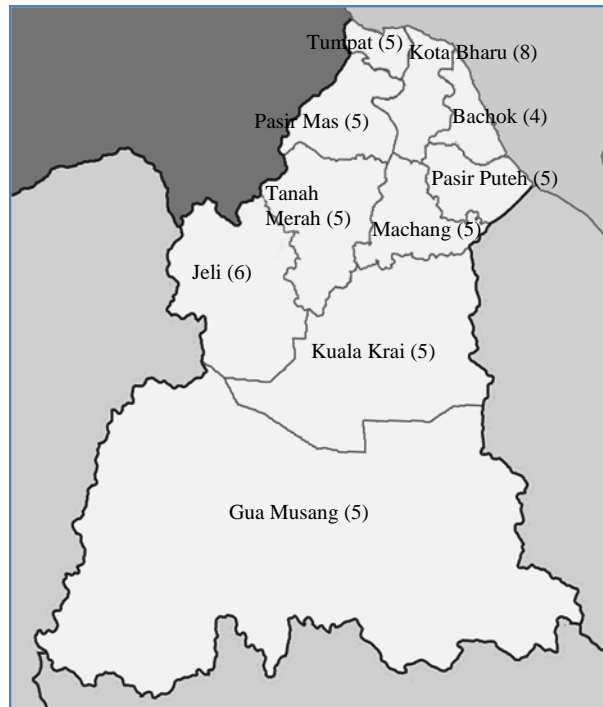 Tumpat (5)
Kota Bharu (8)
Pasir Mas (5)
Bachok (4)
Pasir Puteh (5)
Tanah
Merah (5)
Machang (5)
Jeli (6)
Kuala Krai (5)
Gua Musang (5)